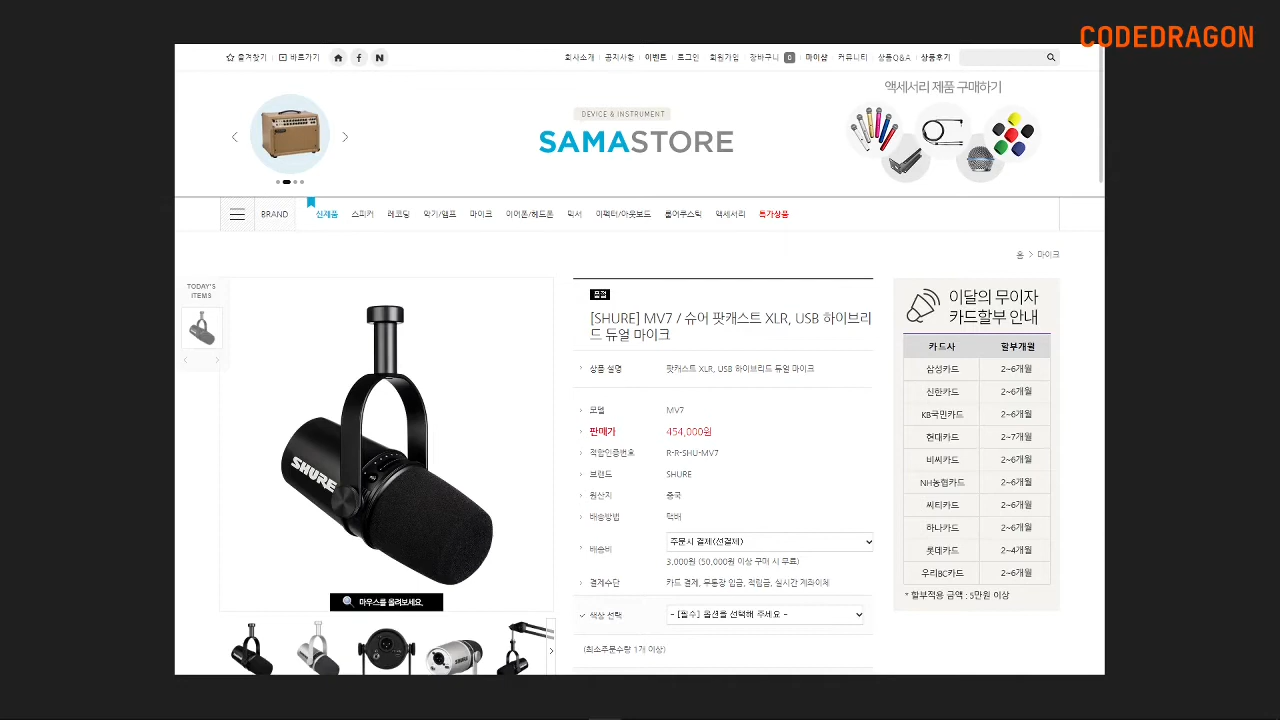 CODEDRAGON
즐겨찾기
바로가기
회사소개
공지사항
이벤트
로그인
회원가입
장바구니 0
마이샵
커뮤니티
상품Q&A
상품후기
액세서리 제품 구매하기
DEVICE & INSTRUMENT
SAMASTORE
BRAND
신제품
스피커
레코딩
악기/앰프
마이크
이어폰/헤드폰
믹서
이펙터/아웃보드
룸어쿠스틱
액세서리
특가상품
홈 > 마이크
TODAY'S
ITEMS
SHURE
마우스를 올려보세요.
품절
[SHURE] MV7 / 슈어 팟캐스트 XLR, USB 하이브리
드 듀얼 마이크
상품 설명 팟캐스트 XLR, USB 하이브리드 듀얼 마이크
모델 MV7
판매가 454,000원
적합인증번호 R-R-SHU-MV7
브랜드 SHURE
원산지 중국
배송방법 택배
배송비 주문시 결제(선결제)
3,000원 (50,000원 이상 구매 시 무료)
결제수단 카드 결제, 무통장 입금, 적립금, 실시간 계좌이체
색상 선택 - [필수] 옵션을 선택해 주세요 -
(최소주문수량 1개 이상)
이달의 무이자
카드할부 안내
카드사 할부개월
삼성카드 2~6개월
신한카드 2~6개월
KB국민카드 2~6개월
현대카드 2~7개월
비씨카드 2~6개월
NH농협카드 2~6개월
씨티카드 2~6개월
하나카드 2~6개월
롯데카드 2~4개월
우리BC카드 2~6개월
* 할부적용 금액 : 5만원 이상